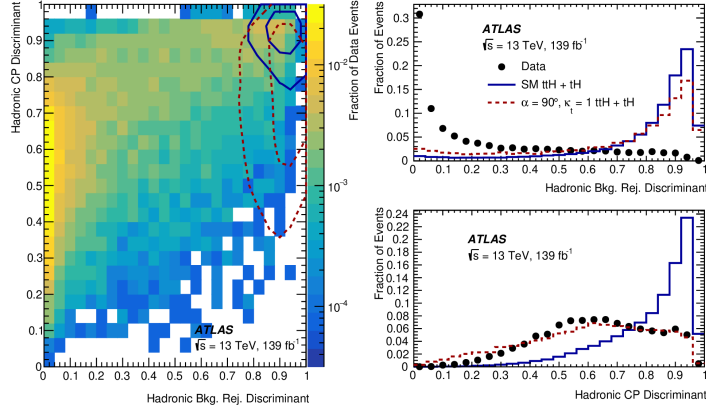 Hadronic CP Discriminant
1
0.9
0.8
0.7
0.6
0.5
0.4
0.3
0.2
0.1
0
0 0.1 0.2 0.3 0.4 0.5 0.6 0.7 0.8 0.9 1
Hadronic Bkg. Rej. Discriminant
ATLAS
√s = 13 TeV, 139 fb-1
Fraction of Data Events
10-2
10-3
10-4
Fraction of Events
0.3
0.25
0.2
0.15
0.1
0.05
0
0 0.1 0.2 0.3 0.4 0.5 0.6 0.7 0.8 0.9 1
Hadronic Bkg. Rej. Discriminant
ATLAS
√s = 13 TeV, 139 fb-1
Data
SM ttH + tH
α = 90°, κt = 1 ttH + tH
Fraction of Events
0.24
0.22
0.2
0.18
0.16
0.14
0.12
0.10
0.08
0.06
0.04
0.02
0
0 0.1 0.2 0.3 0.4 0.5 0.6 0.7 0.8 0.9 1
Hadronic CP Discriminant
ATLAS
√s = 13 TeV, 139 fb-1